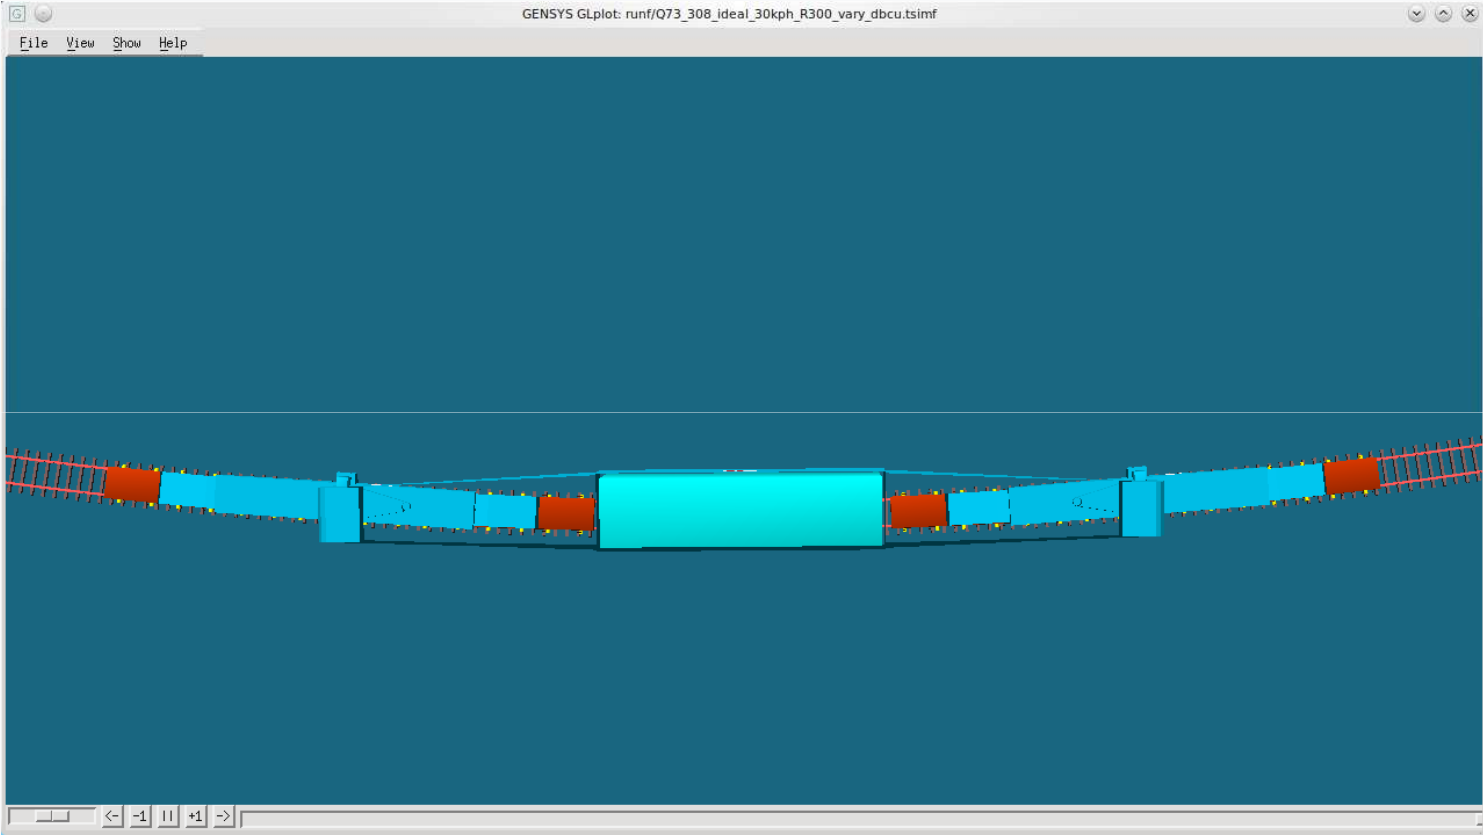 G GENSYS GLplot: runf/Q73_308_ideal_30kph_R300_vary_dbcu.tsimf
File View Show Help
<- -1 || +1 ->